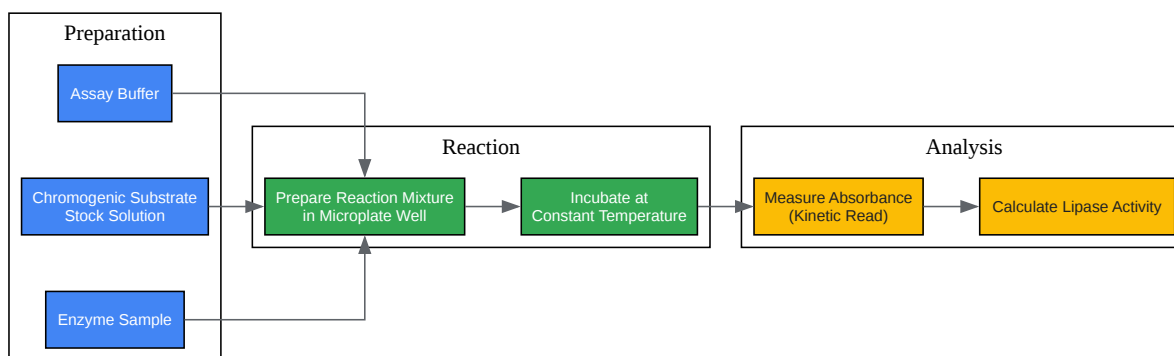 Preparation
Assay Buffer
Chromogenic Substrate
Stock Solution
Enzyme Sample
Reaction
Prepare Reaction Mixture
in Microplate Well
Incubate at
Constant Temperature
Analysis
Measure Absorbance
(Kinetic Read)
Calculate Lipase Activity